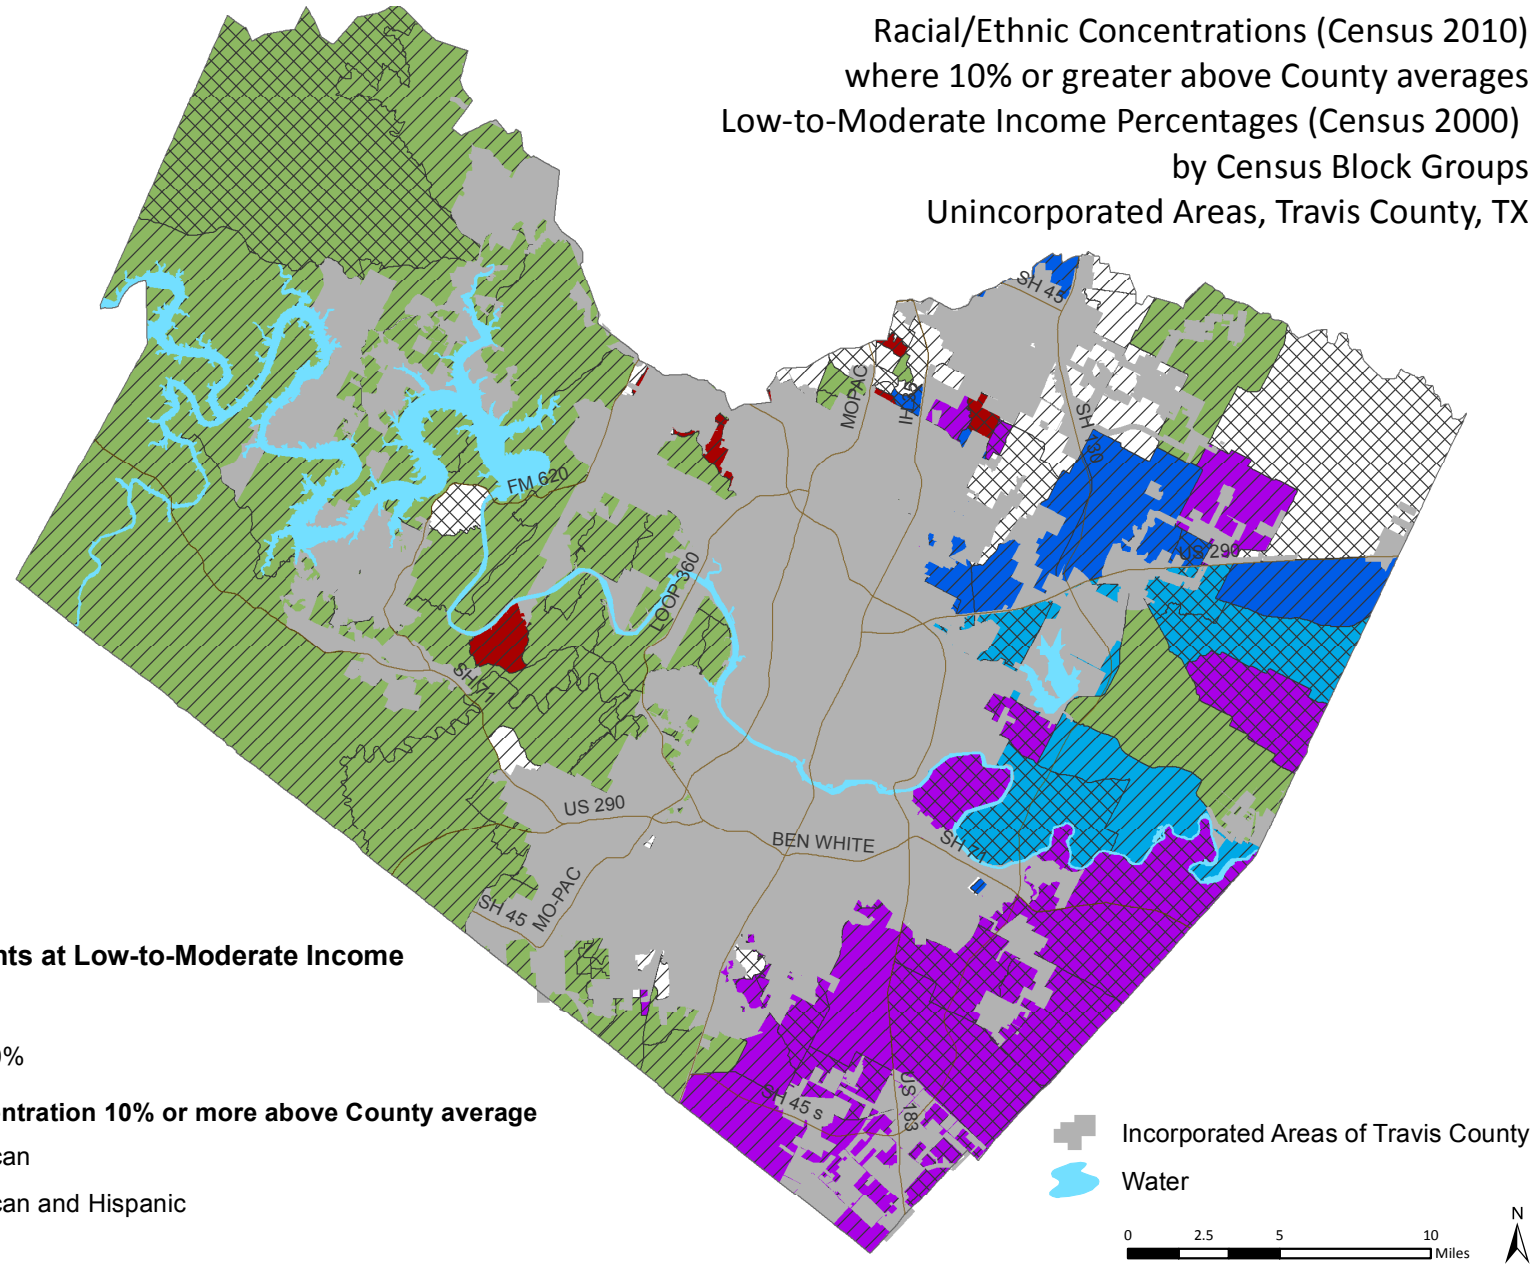 Racial/Ethnic Concentrations (Census 2010)
where 10% or greater above County averages
Low-to-Moderate Income Percentages (Census 2000)
by Census Block Groups
Unincorporated Areas, Travis County, TX
SH 45
MOPAC
SH 130
FM 620
US 290
LOOP 360
SH 71
US 290
BEN WHITE
SH 71
SH 45
MO-PAC
nts at Low-to-Moderate Income
%
ntration 10% or more above County average
can
can and Hispanic
SH 45 s
US 183
Incorporated Areas of Travis County
Water
N
0 2.5 5 10
Miles